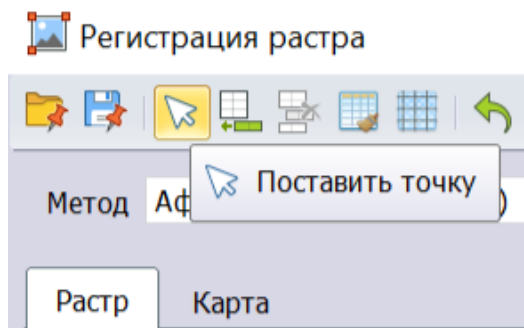 Регистрация растра
Поставить точку
Метод Аф )
Растр Карта